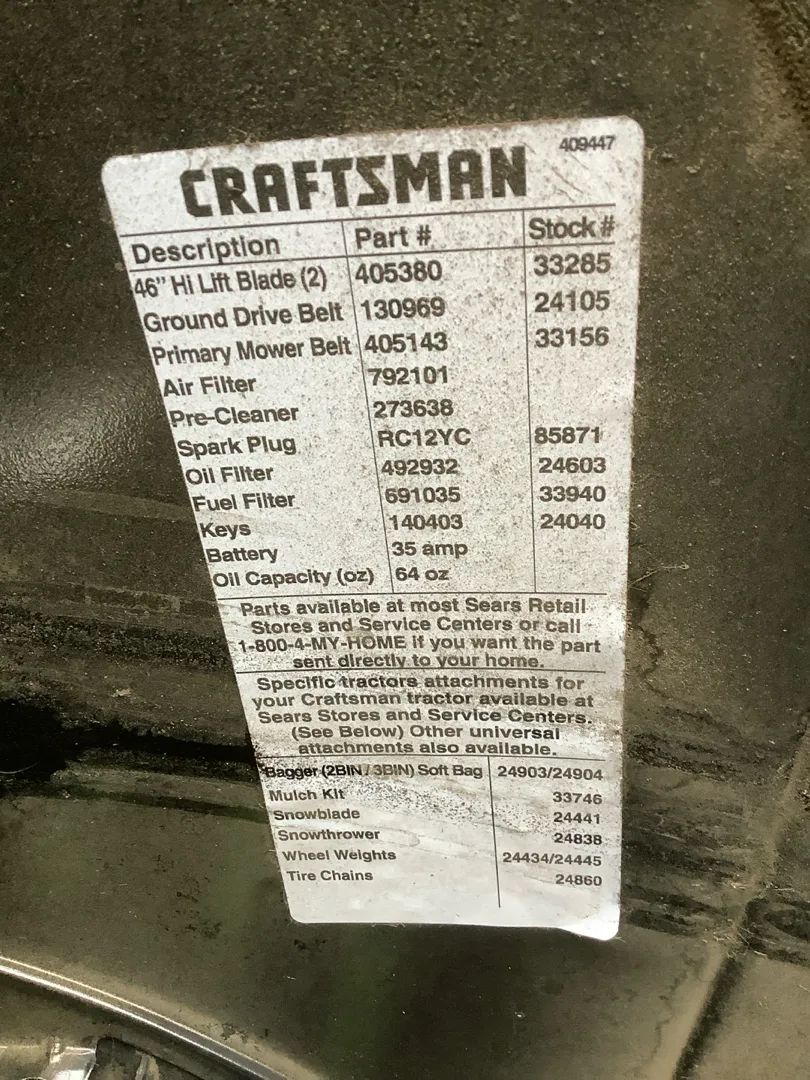 409447
CRAFTSMAN
Description Part # Stock #
46" Hi Lift Blade (2) 405380 33285
Ground Drive Belt 130969 24105
Primary Mower Belt 405143 33156
Air Filter 792101
Pre-Cleaner 273638
Spark Plug RC12YC 85871
Oil Filter 492932 24603
Fuel Filter 691035 33940
Keys 140403 24040
Battery 35 amp
Oil Capacity (oz) 64 oz
Parts available at most Sears Retail
Stores and Service Centers or call
1-800-4-MY-HOME if you want the part
sent directly to your home.
Specific tractors attachments for
your Craftsman tractor available at
Sears Stores and Service Centers.
(See Below) Other universal
attachments also available.
Bagger (2BIN / 3BIN) Soft Bag 24903/24904
Mulch Kit 33746
Snowblade 24441
Snowthrower 24838
Wheel Weights 24434/24445
Tire Chains 24860